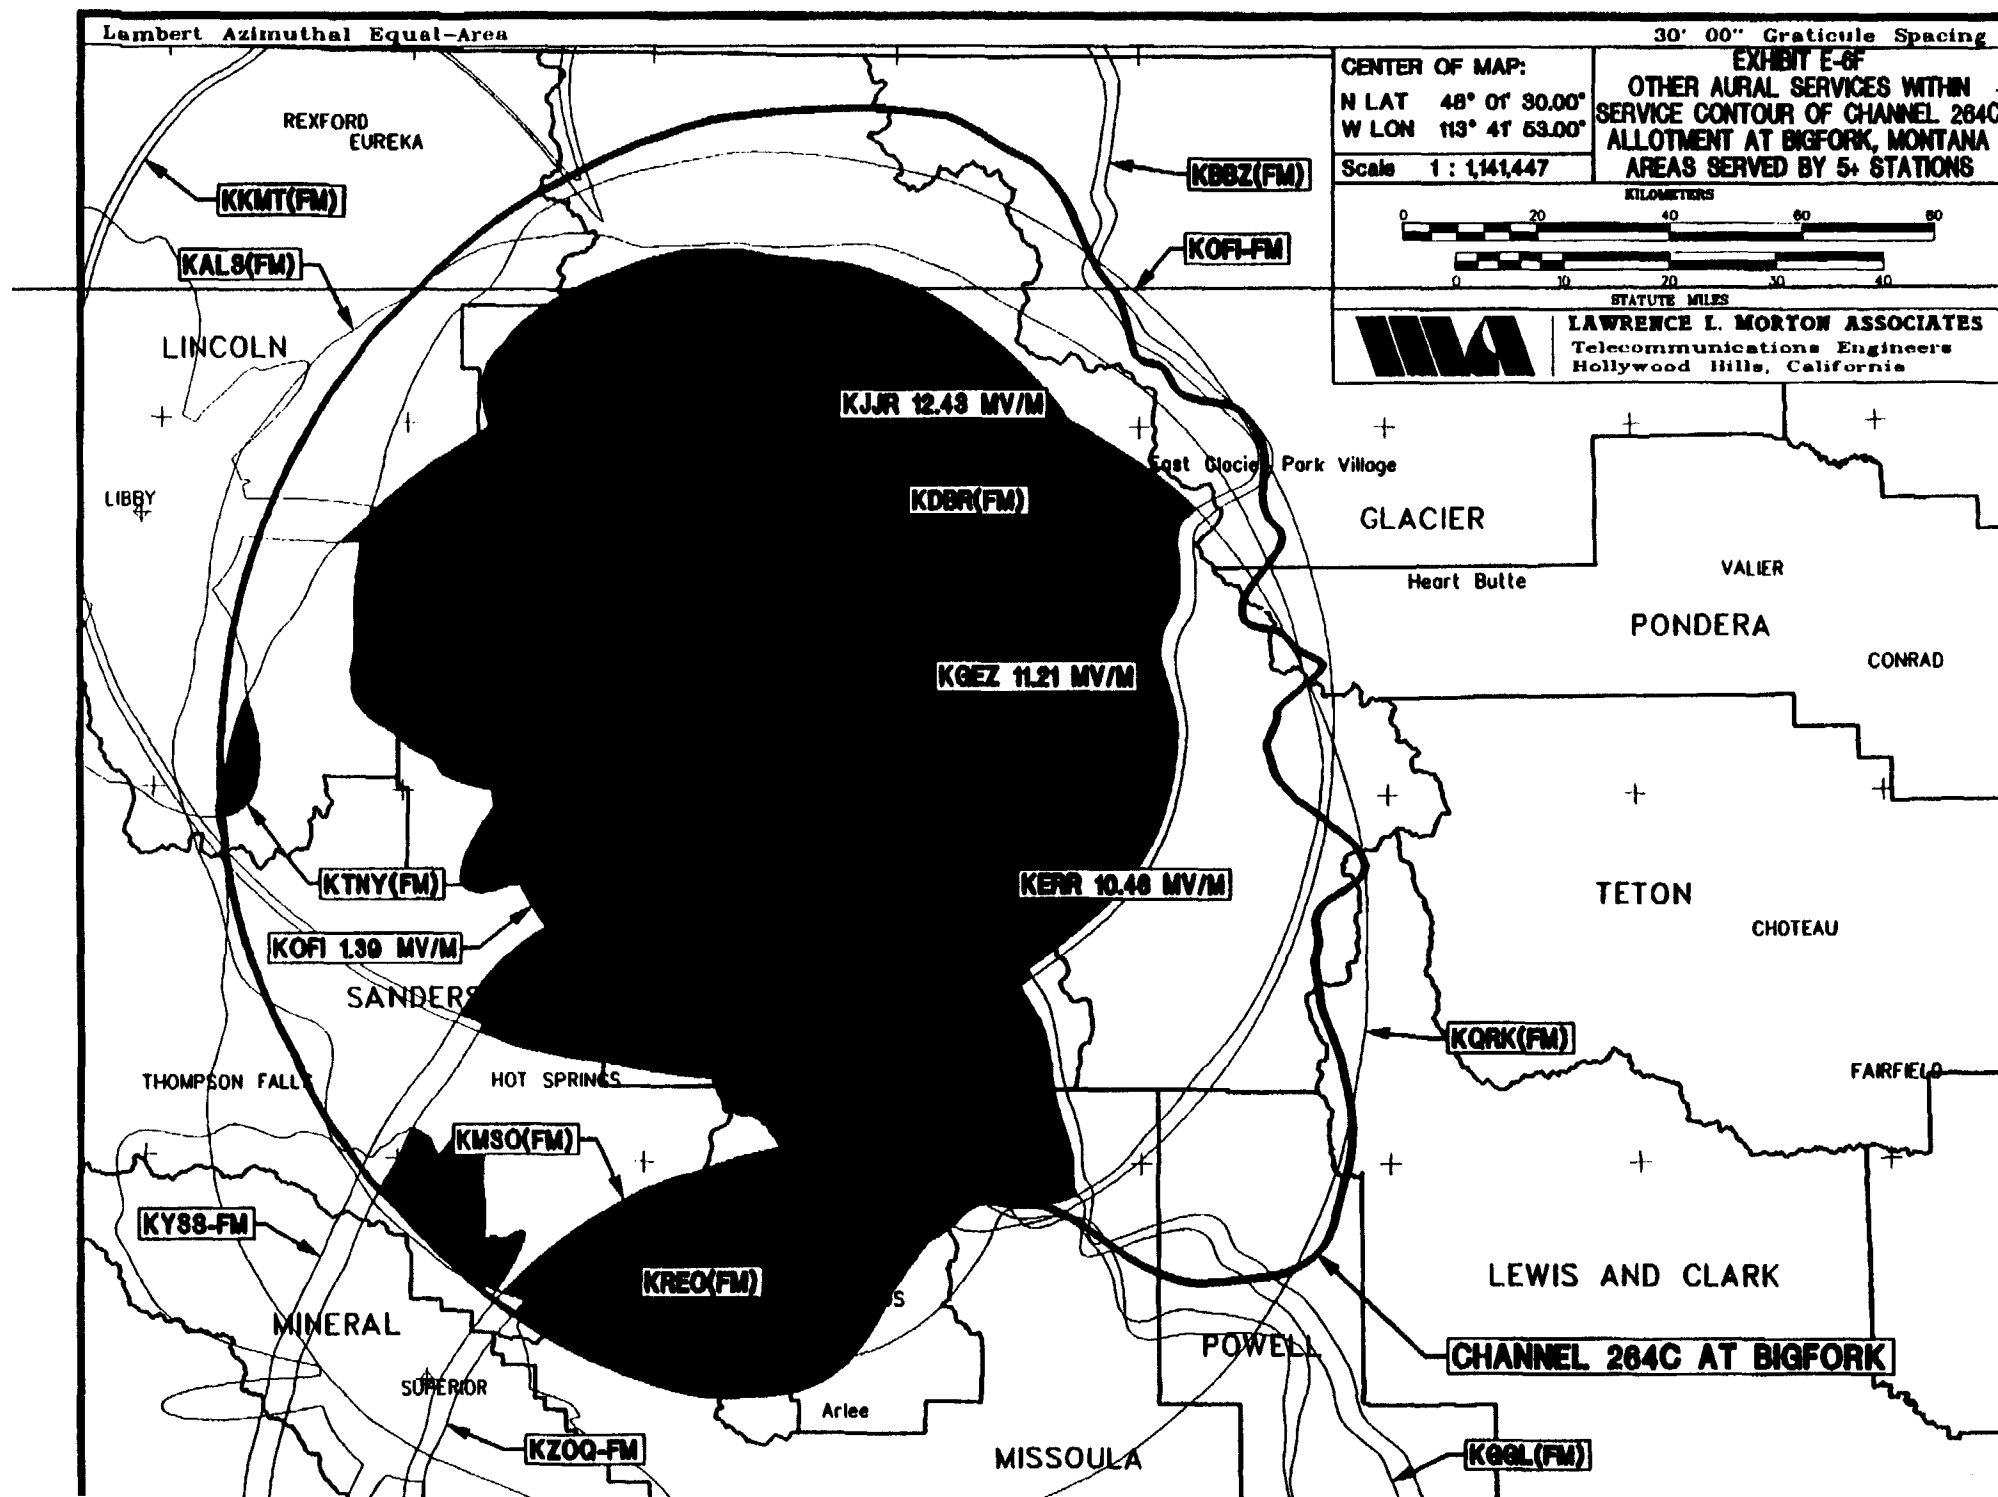 Lambert Azimuthal Equal-Area
30' 00" Graticule Spacing
CENTER OF MAP:
N LAT 48° 01' 30.00"
W LON 113° 41' 53.00"
Scale 1 : 1,141,447
EXHIBIT E-6F
OTHER AURAL SERVICES WITHIN
SERVICE CONTOUR OF CHANNEL 264C
ALLOTMENT AT BIGFORK, MONTANA
AREAS SERVED BY 5+ STATIONS
KILOMETERS
0 20 40 60 80
0 10 20 30 40
STATUTE MILES
LAWRENCE L. MORTON ASSOCIATES
Telecommunications Engineers
Hollywood Hills, California
REXFORD
EUREKA
KKMT(FM)
KBBZ(FM)
KALS(FM)
KOFI-FM
LINCOLN
KJJR 12.43 MV/M
East Glacier Park Village
LIBBY
KDBR(FM)
GLACIER
Heart Butte
VALIER
PONDERA
CONRAD
KGEZ 11.21 MV/M
KTNY(FM)
KERR 10.46 MV/M
TETON
CHOTEAU
KOFI 1.39 MV/M
SANDERS
KQRK(FM)
THOMPSON FALLS
HOT SPRINGS
FAIRFIELD
KMSO(FM)
KYSS-FM
KREO(FM)
LEWIS AND CLARK
MINERAL
POWELL
CHANNEL 264C AT BIGFORK
SUPERIOR
Arlee
KZOQ-FM
MISSOULA
KGGL(FM)